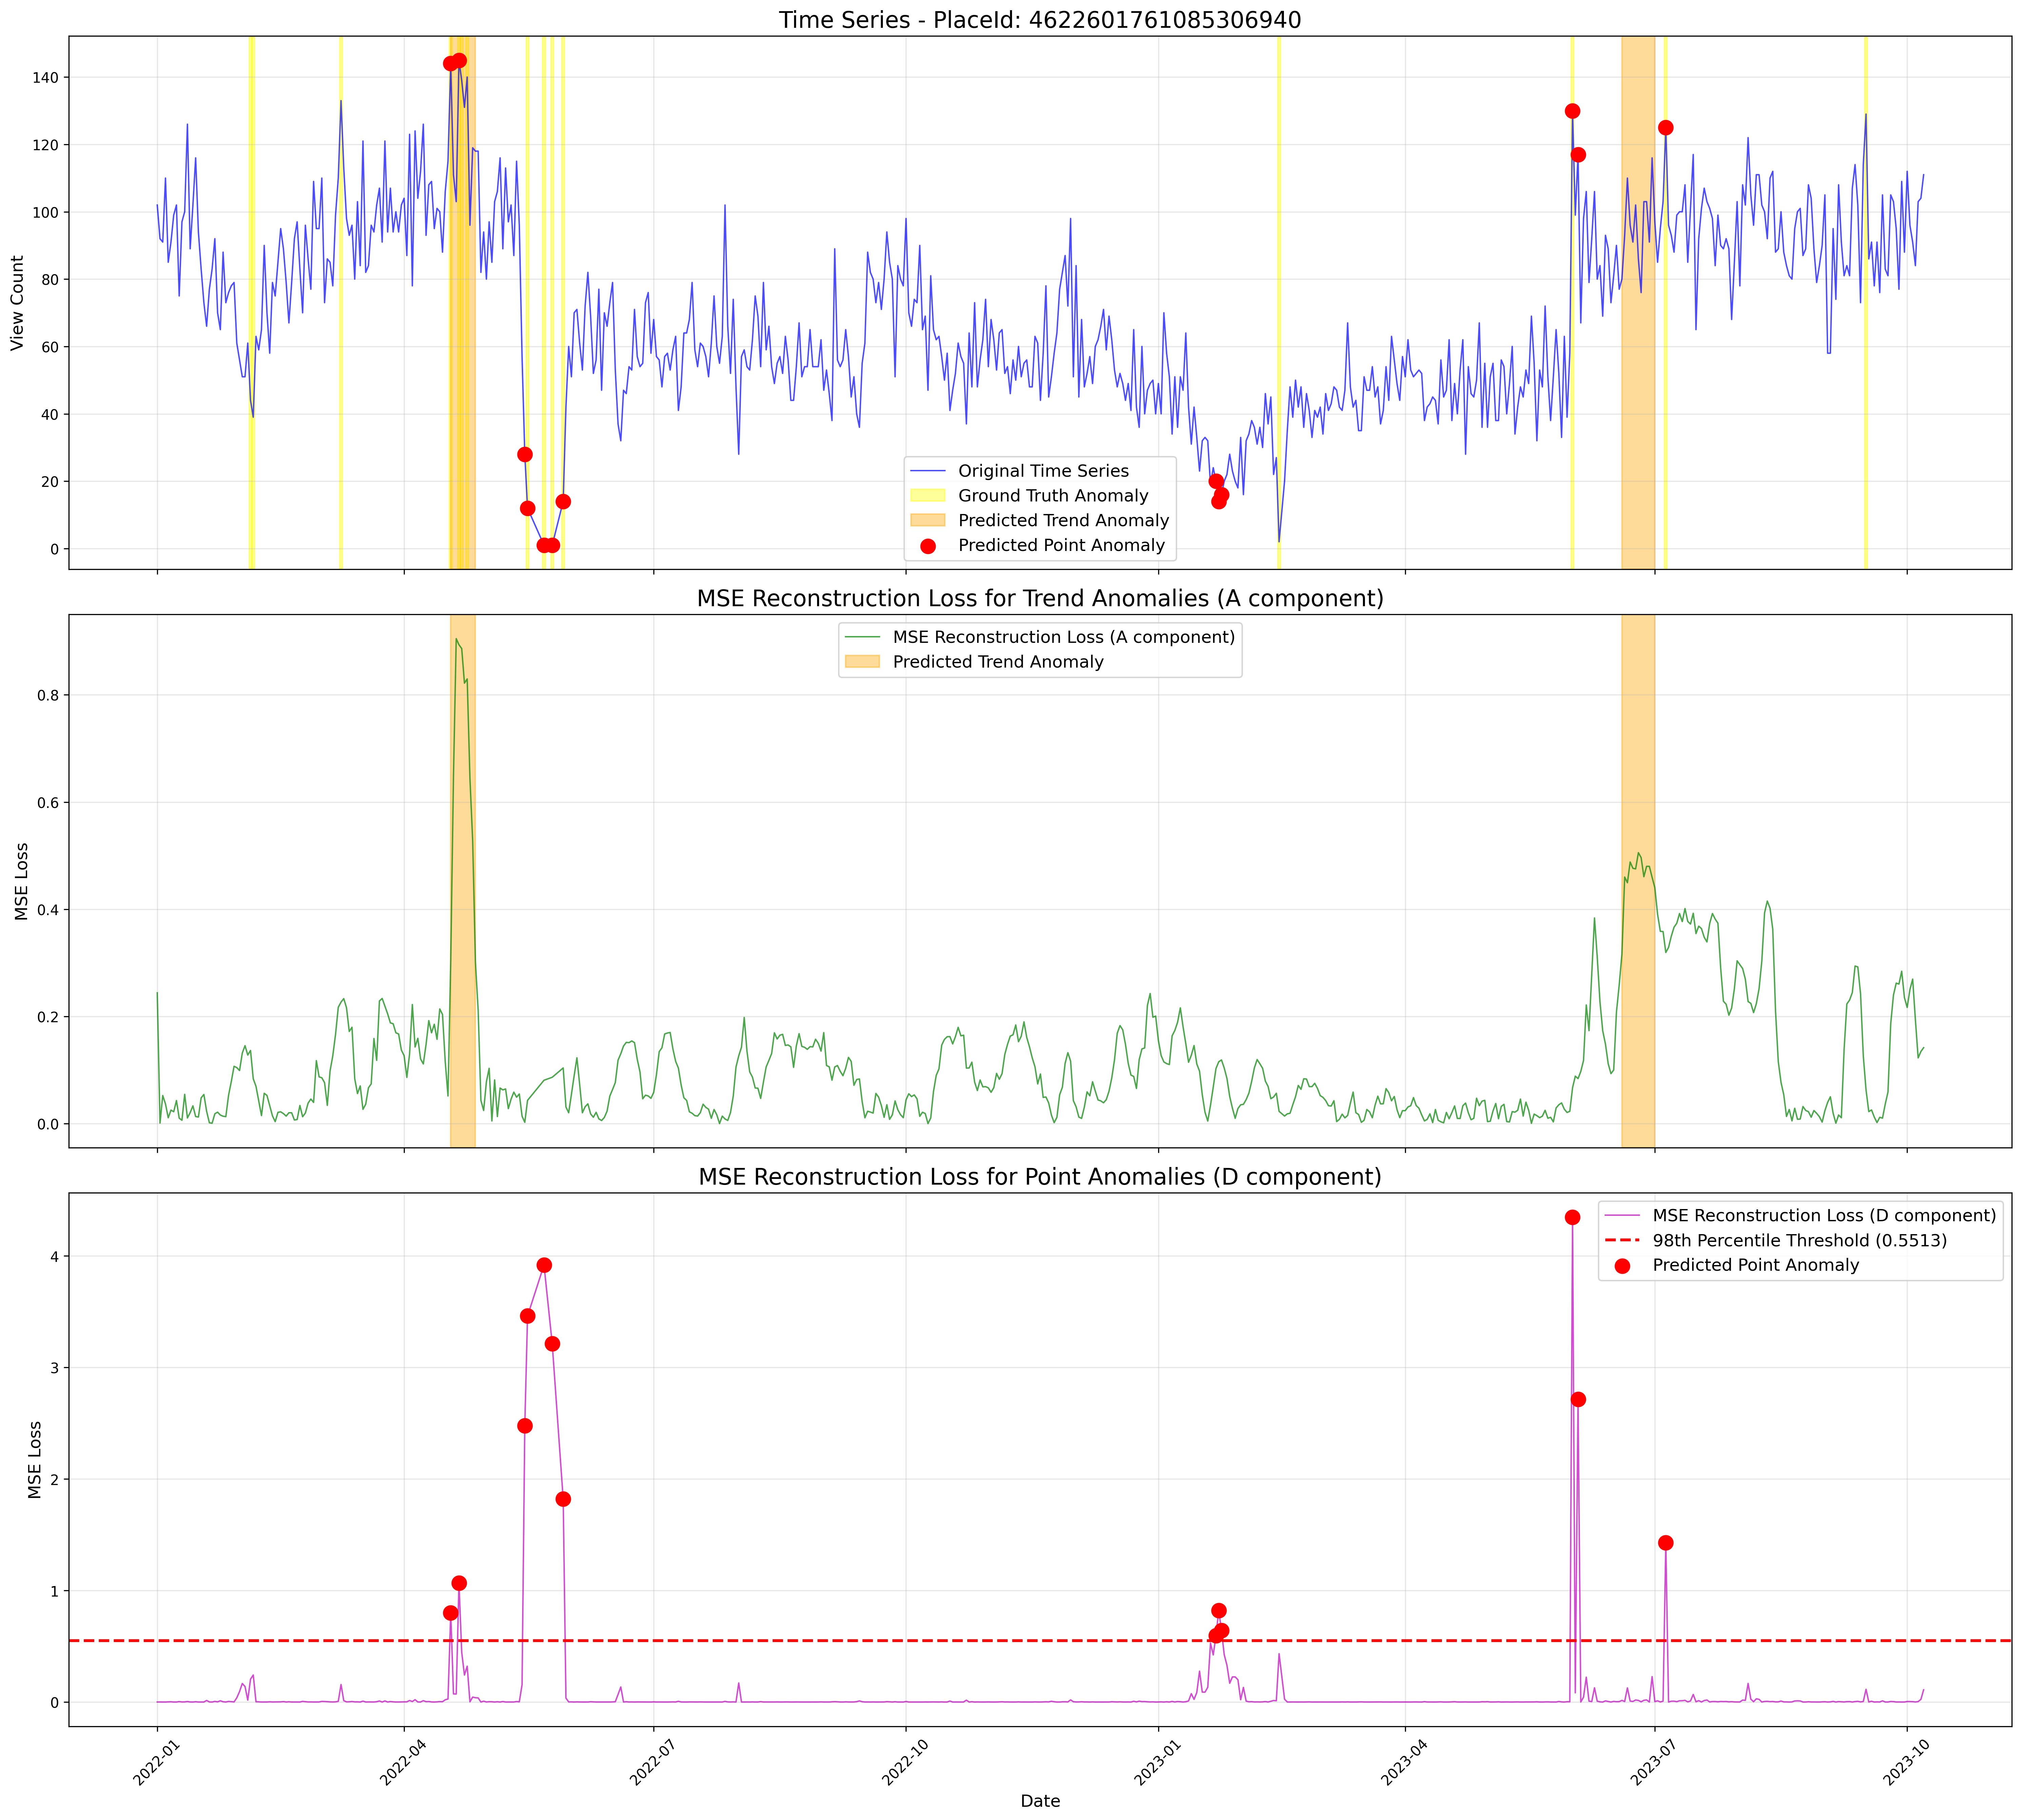 Time Series - PlaceId: 4622601761085306940
140
120
100
80
60
40
20
0
View Count
Original Time Series
Ground Truth Anomaly
Predicted Trend Anomaly
Predicted Point Anomaly
MSE Reconstruction Loss for Trend Anomalies (A component)
MSE Reconstruction Loss (A component)
Predicted Trend Anomaly
0.8
0.6
0.4
0.2
0.0
MSE Loss
MSE Reconstruction Loss for Point Anomalies (D component)
MSE Reconstruction Loss (D component)
98th Percentile Threshold (0.5513)
Predicted Point Anomaly
4
3
2
1
0
MSE Loss
2022-01
2022-04
2022-07
2022-10
2023-01
2023-04
2023-07
2023-10
Date